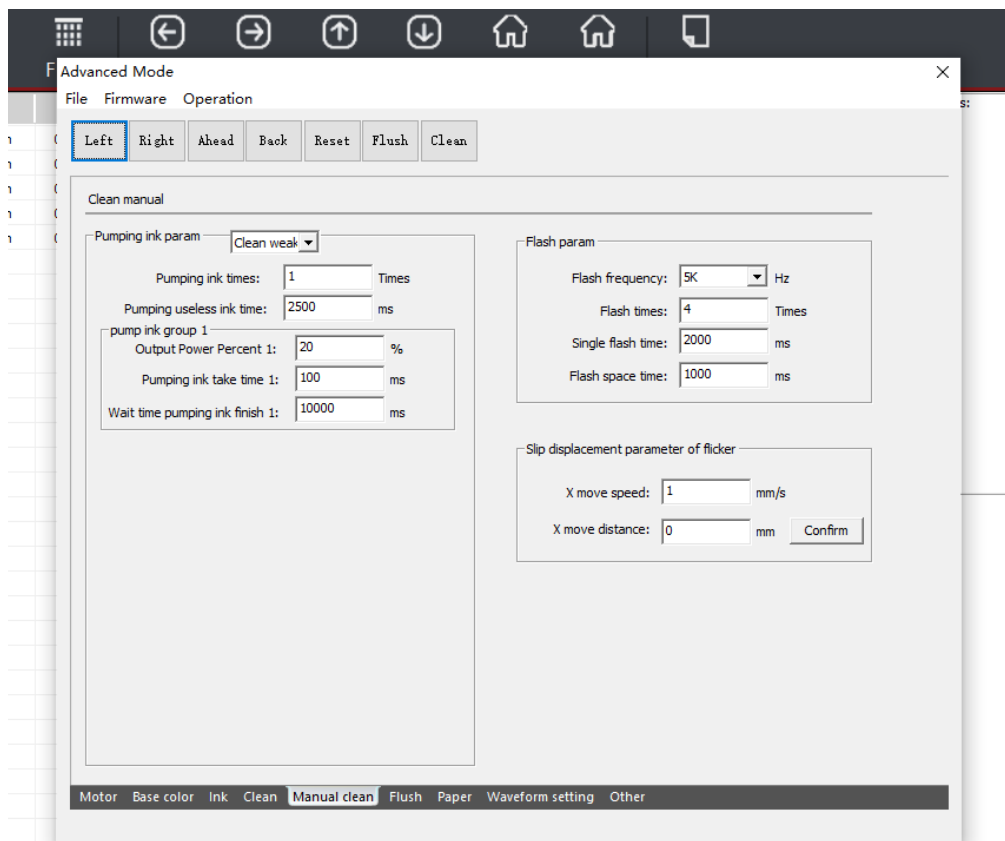 F
Advanced Mode
s:
File Firmware Operation
Left Right Ahead Back Reset Flush Clean
Clean manual
Pumping ink param Clean weak
Pumping ink times: 1 Times
Pumping useless ink time: 2500 ms
pump ink group 1
Output Power Percent 1: 20 %
Pumping ink take time 1: 100 ms
Wait time pumping ink finish 1: 10000 ms
Flash param
Flash frequency: 5K Hz
Flash times: 4 Times
Single flash time: 2000 ms
Flash space time: 1000 ms
Slip displacement parameter of flicker
X move speed: 1 mm/s
X move distance: 0 mm Confirm
Motor Base color Ink Clean Manual clean Flush Paper Waveform setting Other